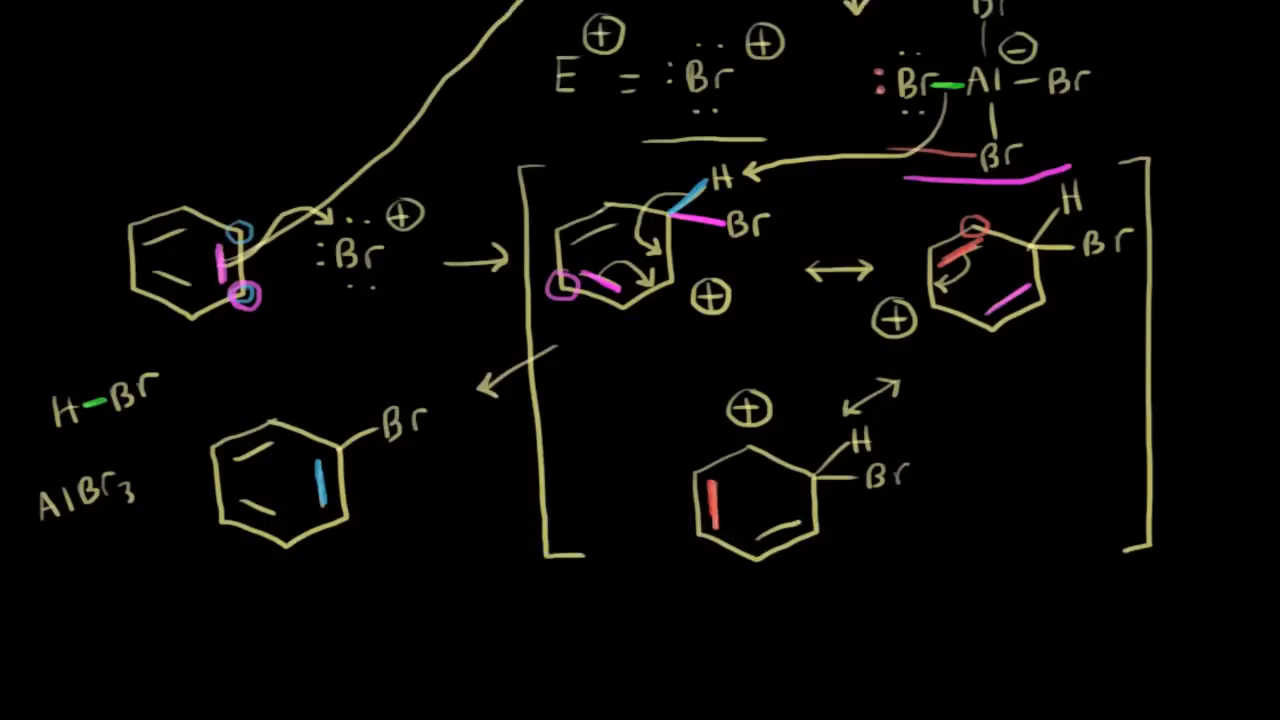 Br
E⊕ = :Br ⊕
:Br — Al ⊖ — Br
Br
H
Br
H
Br
:Br ⊕
⊕
⊕
H - Br
Br
AlBr3
⊕
H
Br